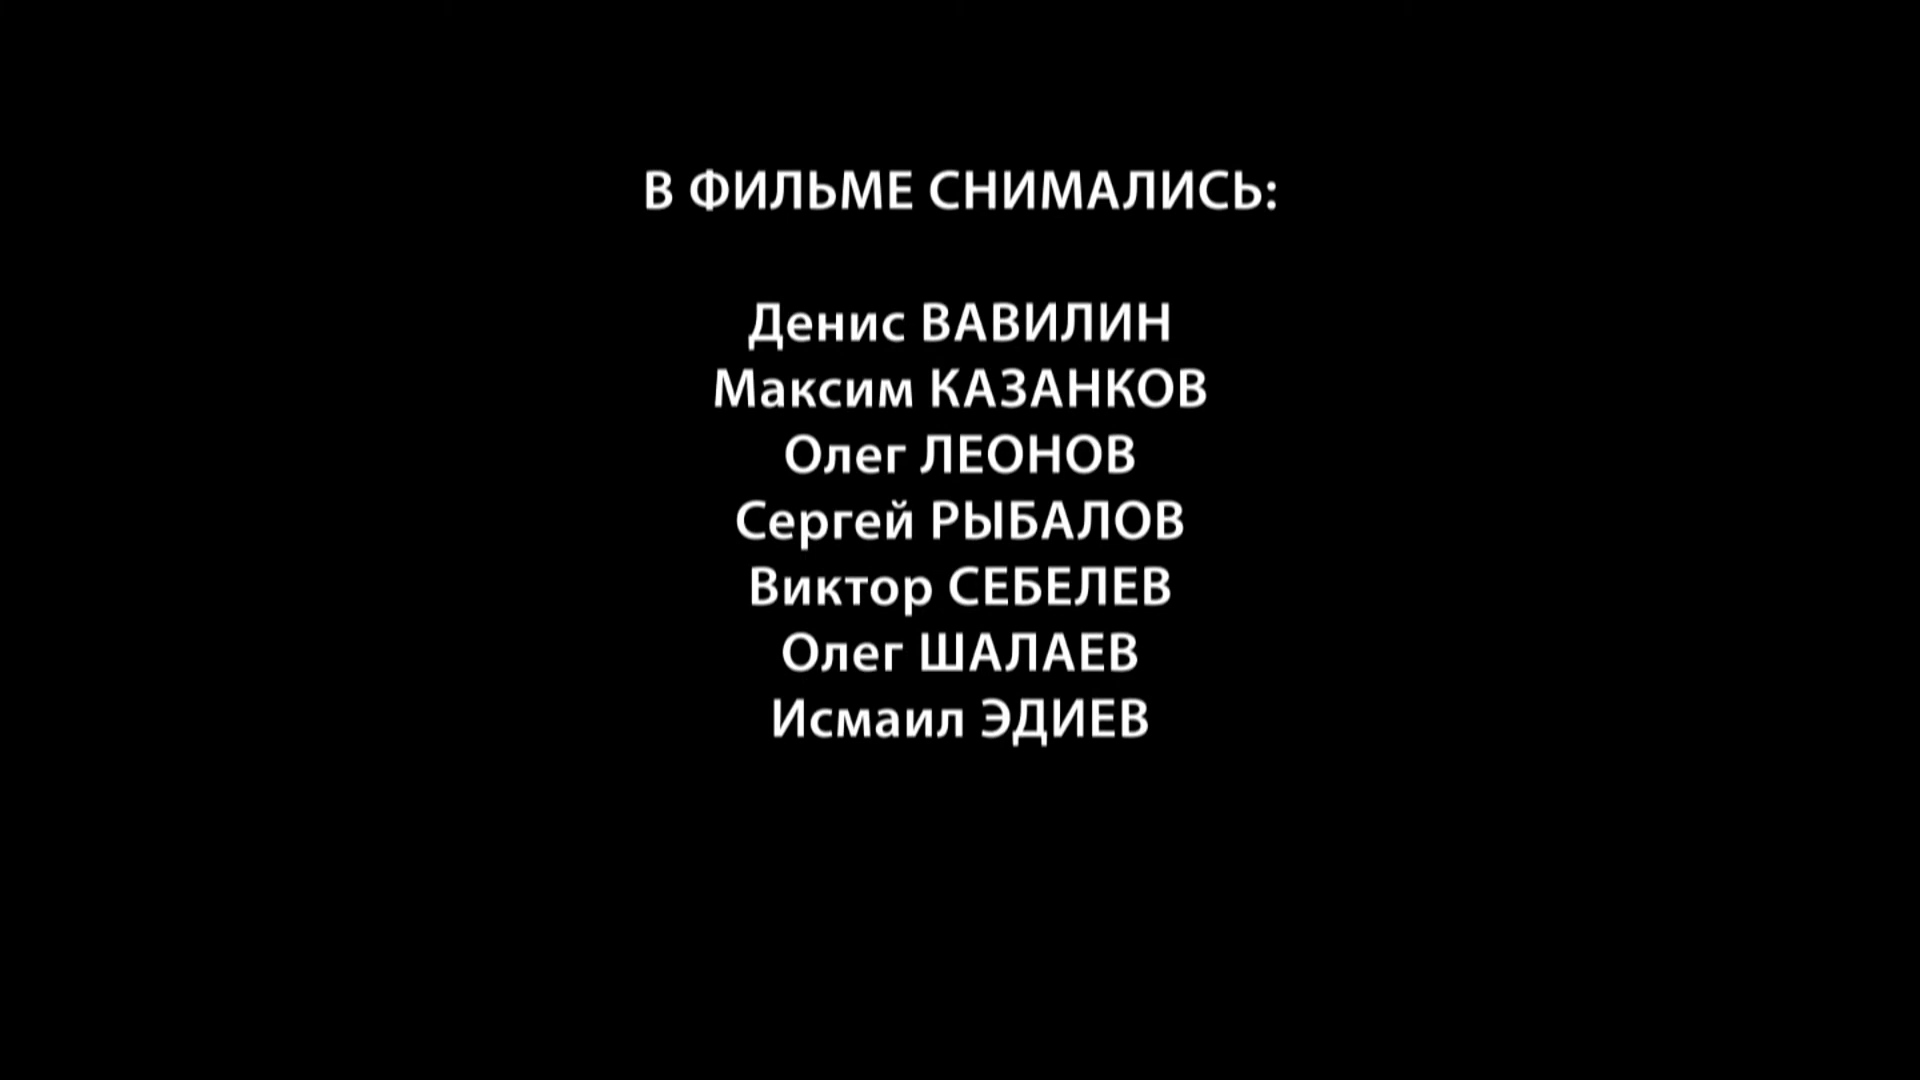 В ФИЛЬМЕ СНИМАЛИСЬ:
Денис ВАВИЛИН
Максим КАЗАНКОВ
Олег ЛЕОНОВ
Сергей РЫБАЛОВ
Виктор СЕБЕЛЕВ
Олег ШАЛАЕВ
Исмаил ЭДИЕВ